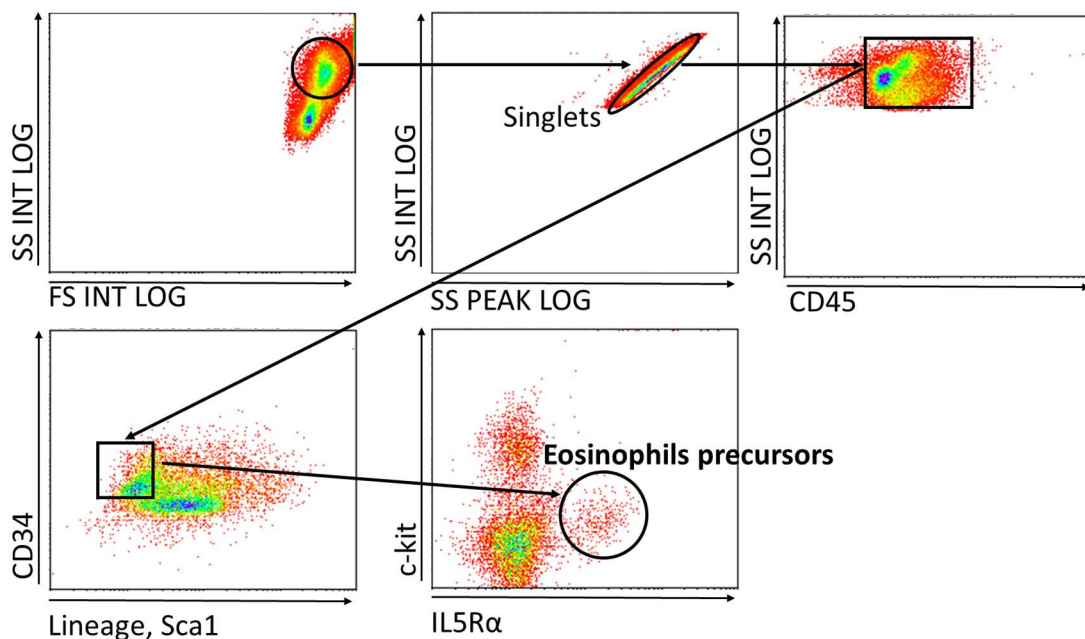 SS INT LOG
FS INT LOG
SS INT LOG
Singlets
SS PEAK LOG
SS INT LOG
CD45
CD34
Lineage, Sca1
c-kit
Eosinophils precursors
IL5Rα